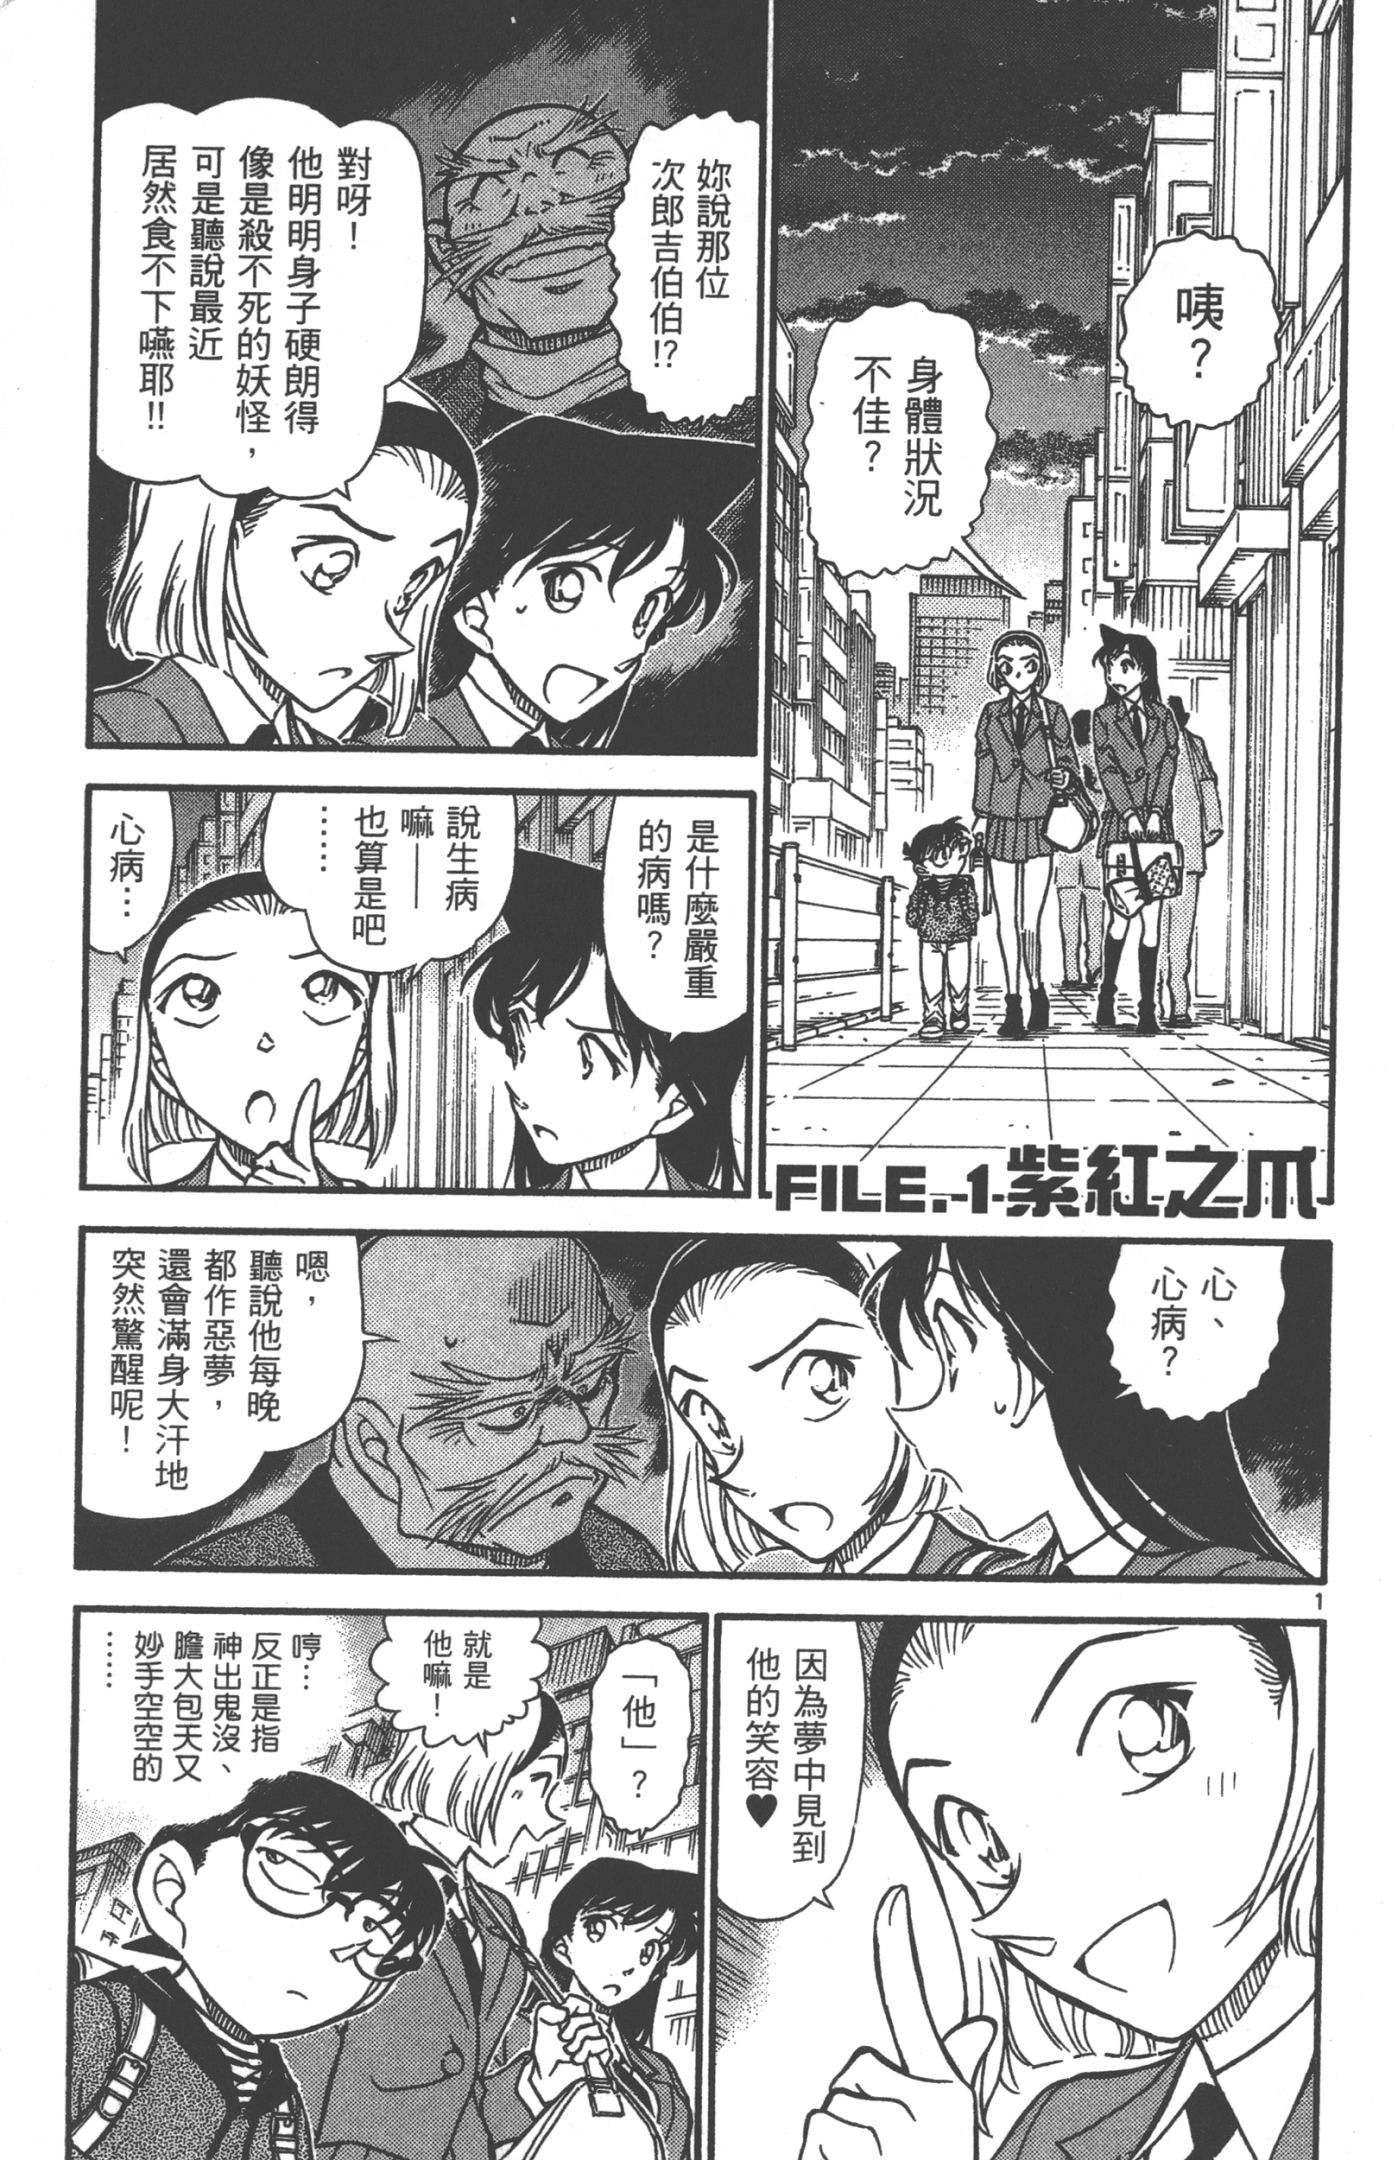 咦？
身體狀況
不佳？
FILE.1 紫紅之爪
妳說那位
次郎吉伯伯!?
對呀！
他明明身子硬朗得
像是殺不死的妖怪，
可是聽說最近
居然食不下嚥耶!!
是什麼嚴重
的病嗎？
說生病
嘛——
也算是吧
……
心病…
心、
心病？
嗯，
聽說他每晚
都作惡夢，
還會滿身大汗地
突然驚醒呢！
1
因為夢中見到
他的笑容♥
「他」？
就是
他嘛！
哼…
反正是指
神出鬼沒、
膽大包天又
妙手空空的
……